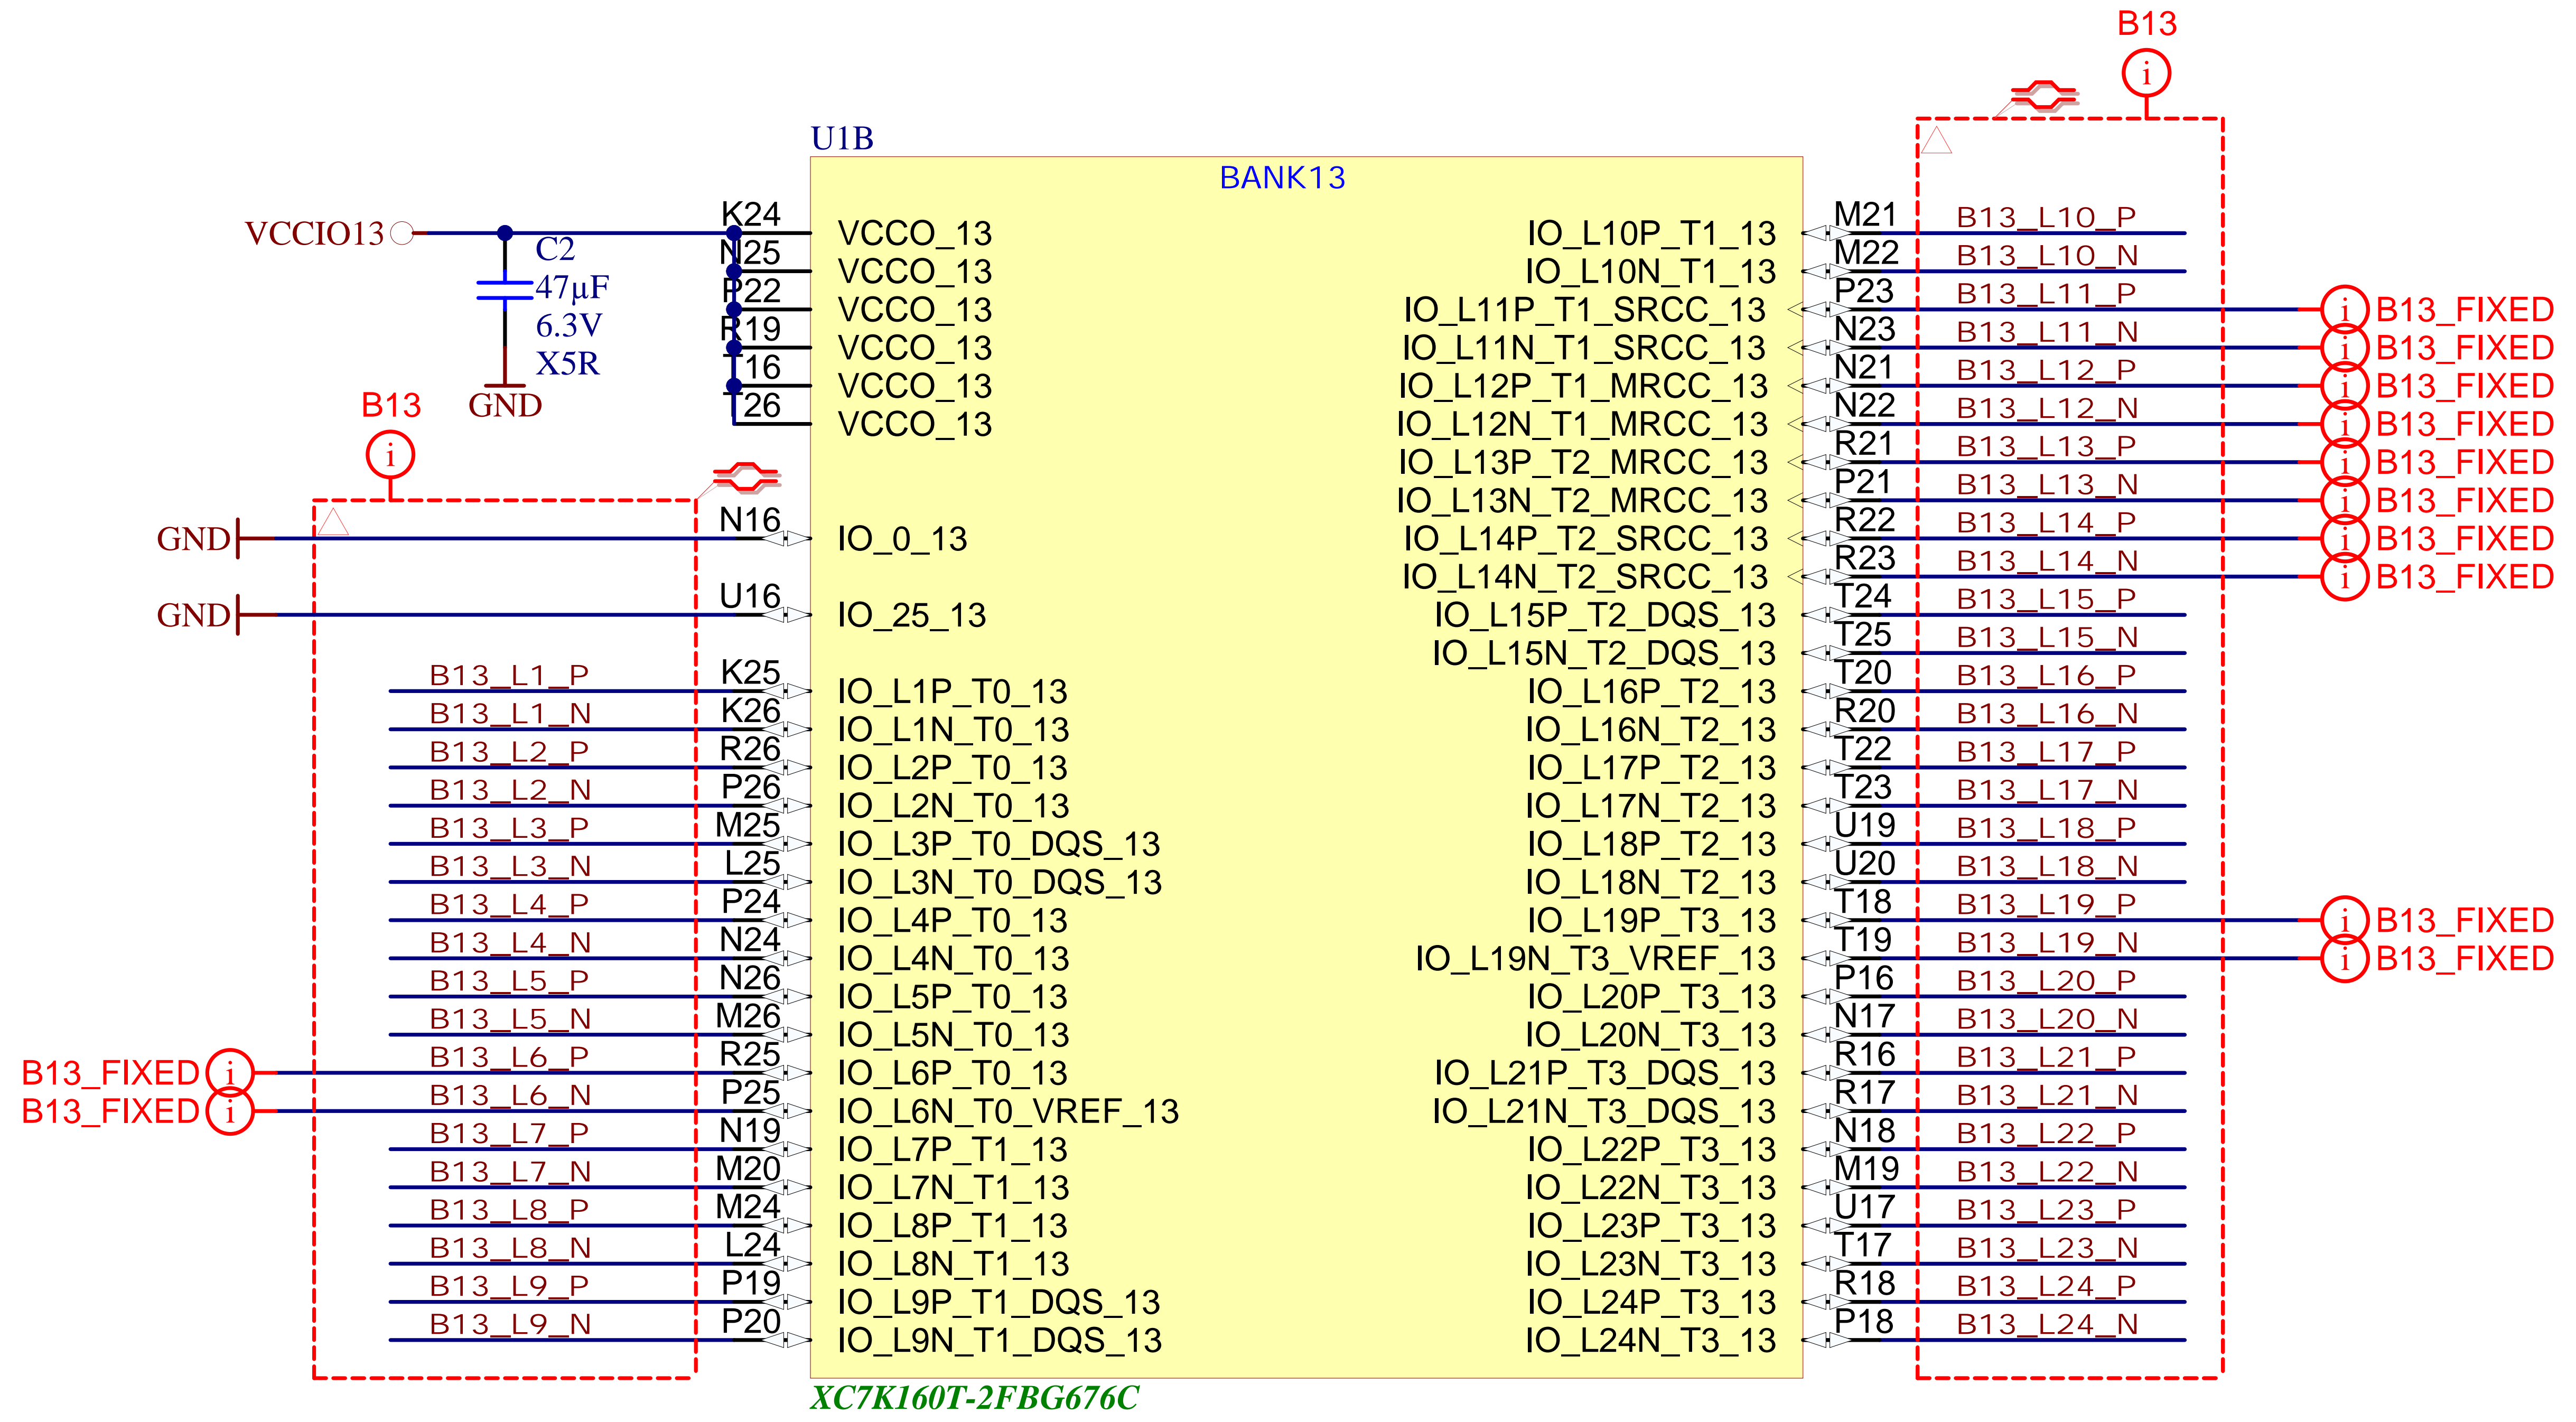 B13
i
U1B
BANK13
VCCIO13
C2
47µF
6.3V
X5R
GND
K24 VCCO_13
N25 VCCO_13
P22 VCCO_13
R19 VCCO_13
T16 VCCO_13
T26 VCCO_13
B13
i
GND N16 IO_0_13
GND U16 IO_25_13
B13_L1_P K25 IO_L1P_T0_13
B13_L1_N K26 IO_L1N_T0_13
B13_L2_P R26 IO_L2P_T0_13
B13_L2_N P26 IO_L2N_T0_13
B13_L3_P M25 IO_L3P_T0_DQS_13
B13_L3_N L25 IO_L3N_T0_DQS_13
B13_L4_P P24 IO_L4P_T0_13
B13_L4_N N24 IO_L4N_T0_13
B13_L5_P N26 IO_L5P_T0_13
B13_L5_N M26 IO_L5N_T0_13
B13_FIXED i B13_L6_P R25 IO_L6P_T0_13
B13_FIXED i B13_L6_N P25 IO_L6N_T0_VREF_13
B13_L7_P N19 IO_L7P_T1_13
B13_L7_N M20 IO_L7N_T1_13
B13_L8_P M24 IO_L8P_T1_13
B13_L8_N L24 IO_L8N_T1_13
B13_L9_P P19 IO_L9P_T1_DQS_13
B13_L9_N P20 IO_L9N_T1_DQS_13
IO_L10P_T1_13 M21 B13_L10_P
IO_L10N_T1_13 M22 B13_L10_N
IO_L11P_T1_SRCC_13 P23 B13_L11_P i B13_FIXED
IO_L11N_T1_SRCC_13 N23 B13_L11_N i B13_FIXED
IO_L12P_T1_MRCC_13 N21 B13_L12_P i B13_FIXED
IO_L12N_T1_MRCC_13 N22 B13_L12_N i B13_FIXED
IO_L13P_T2_MRCC_13 R21 B13_L13_P i B13_FIXED
IO_L13N_T2_MRCC_13 P21 B13_L13_N i B13_FIXED
IO_L14P_T2_SRCC_13 R22 B13_L14_P i B13_FIXED
IO_L14N_T2_SRCC_13 R23 B13_L14_N i B13_FIXED
IO_L15P_T2_DQS_13 T24 B13_L15_P
IO_L15N_T2_DQS_13 T25 B13_L15_N
IO_L16P_T2_13 T20 B13_L16_P
IO_L16N_T2_13 R20 B13_L16_N
IO_L17P_T2_13 T22 B13_L17_P
IO_L17N_T2_13 T23 B13_L17_N
IO_L18P_T2_13 U19 B13_L18_P
IO_L18N_T2_13 U20 B13_L18_N
IO_L19P_T3_13 T18 B13_L19_P i B13_FIXED
IO_L19N_T3_VREF_13 T19 B13_L19_N i B13_FIXED
IO_L20P_T3_13 P16 B13_L20_P
IO_L20N_T3_13 N17 B13_L20_N
IO_L21P_T3_DQS_13 R16 B13_L21_P
IO_L21N_T3_DQS_13 R17 B13_L21_N
IO_L22P_T3_13 N18 B13_L22_P
IO_L22N_T3_13 M19 B13_L22_N
IO_L23P_T3_13 U17 B13_L23_P
IO_L23N_T3_13 T17 B13_L23_N
IO_L24P_T3_13 R18 B13_L24_P
IO_L24N_T3_13 P18 B13_L24_N
XC7K160T-2FBG676C